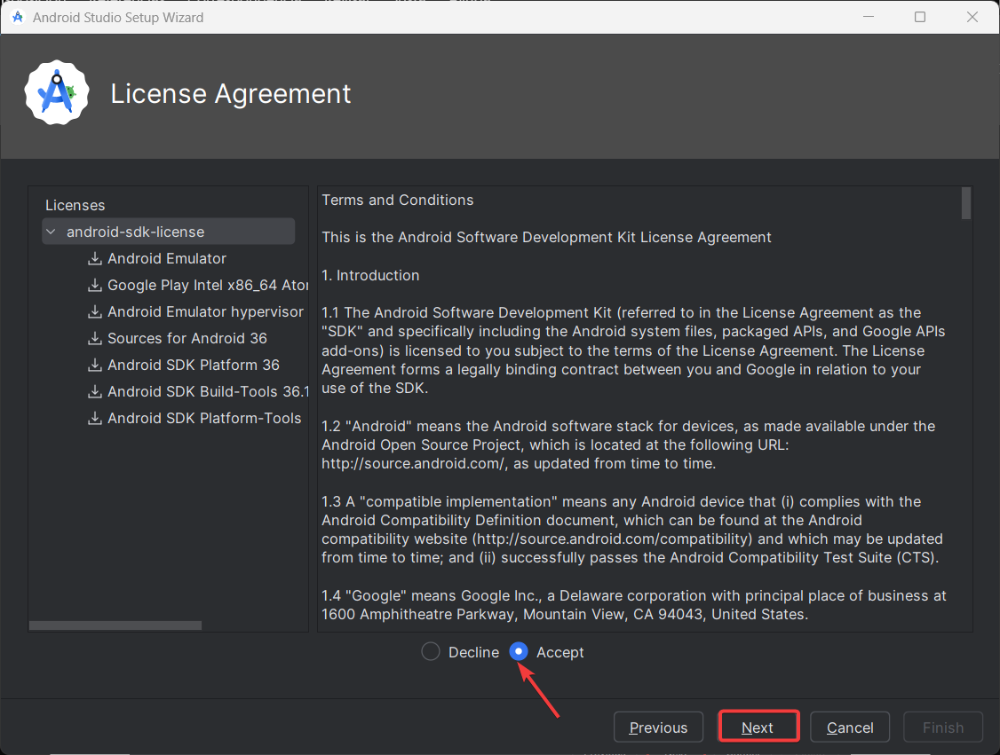 Android Studio Setup Wizard
License Agreement
Licenses
android-sdk-license
Android Emulator
Google Play Intel x86_64 Ato
Android Emulator hypervisor
Sources for Android 36
Android SDK Platform 36
Android SDK Build-Tools 36.1
Android SDK Platform-Tools
Terms and Conditions
This is the Android Software Development Kit License Agreement
1. Introduction
1.1 The Android Software Development Kit (referred to in the License Agreement as the
"SDK" and specifically including the Android system files, packaged APIs, and Google APIs
add-ons) is licensed to you subject to the terms of the License Agreement. The License
Agreement forms a legally binding contract between you and Google in relation to your
use of the SDK.
1.2 "Android" means the Android software stack for devices, as made available under the
Android Open Source Project, which is located at the following URL:
http://source.android.com/, as updated from time to time.
1.3 A "compatible implementation" means any Android device that (i) complies with the
Android Compatibility Definition document, which can be found at the Android
compatibility website (http://source.android.com/compatibility) and which may be updated
from time to time; and (ii) successfully passes the Android Compatibility Test Suite (CTS).
1.4 "Google" means Google Inc., a Delaware corporation with principal place of business at
1600 Amphitheatre Parkway, Mountain View, CA 94043, United States.
Decline Accept
Previous Next Cancel Finish